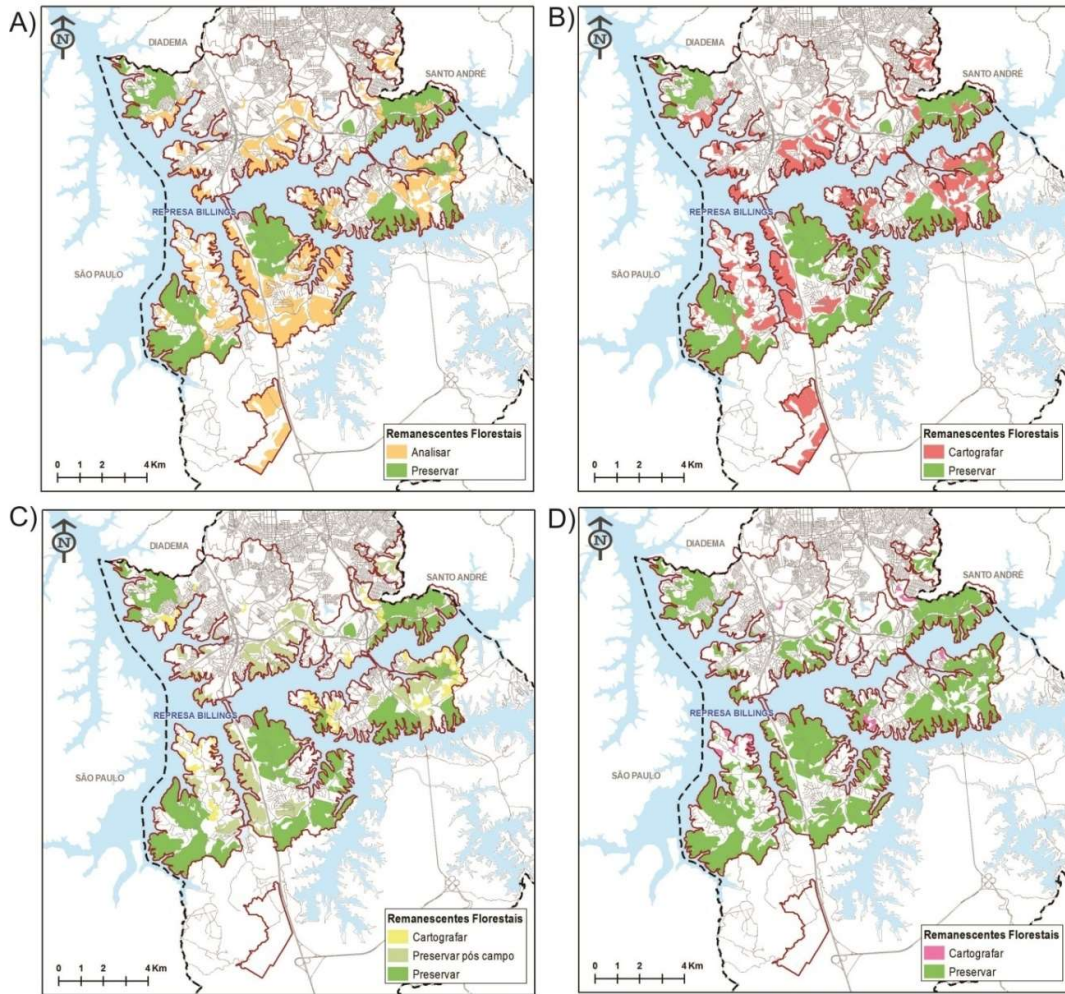 A)
N
DIADEMA
SANTO ANDRÉ
REPRESA BILLINGS
SÃO PAULO
0 1 2 4 Km
Remanescentes Florestais
Analisar
Preservar
B)
N
DIADEMA
SANTO ANDRÉ
REPRESA BILLINGS
SÃO PAULO
0 1 2 4 Km
Remanescentes Florestais
Cartografar
Preservar
C)
N
DIADEMA
SANTO ANDRÉ
REPRESA BILLINGS
SÃO PAULO
0 1 2 4 Km
Remanescentes Florestais
Cartografar
Preservar pós campo
Preservar
D)
N
DIADEMA
SANTO ANDRÉ
REPRESA BILLINGS
SÃO PAULO
0 1 2 4 Km
Remanescentes Florestais
Cartografar
Preservar